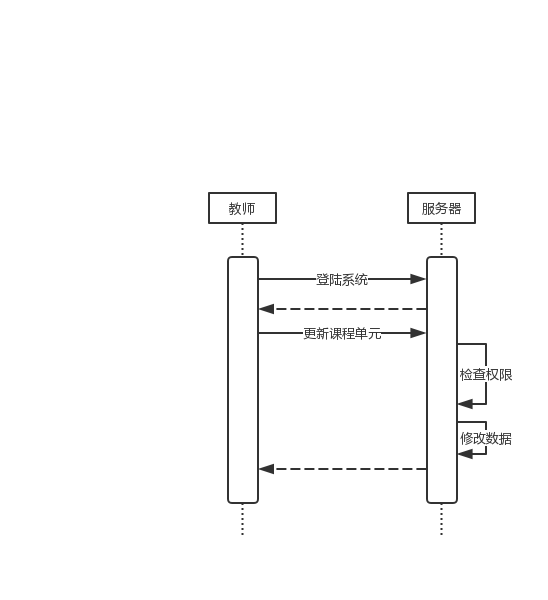 教师
服务器
登陆系统
更新课程单元
检查权限
修改数据